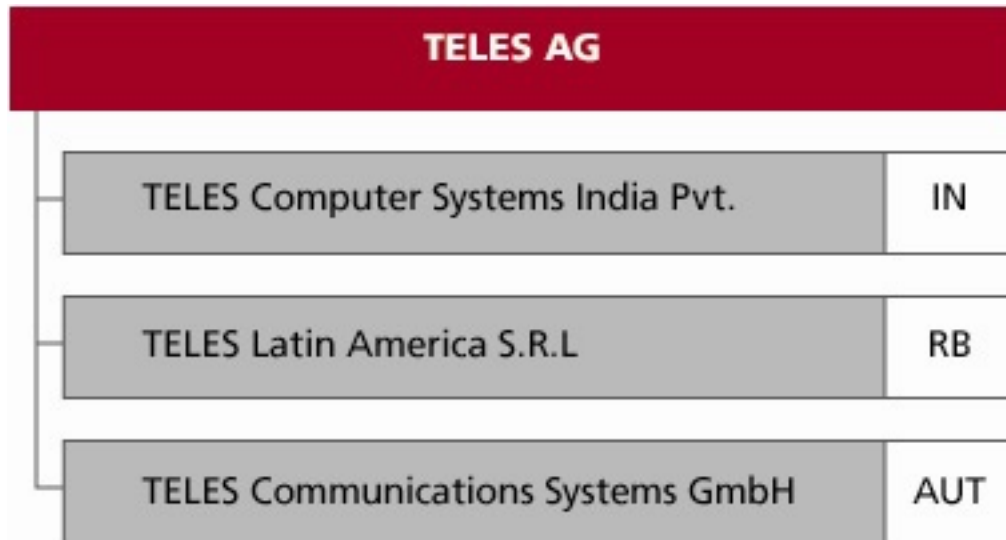 TELES AG
TELES Computer Systems India Pvt. IN
TELES Latin America S.R.L RB
TELES Communications Systems GmbH AUT